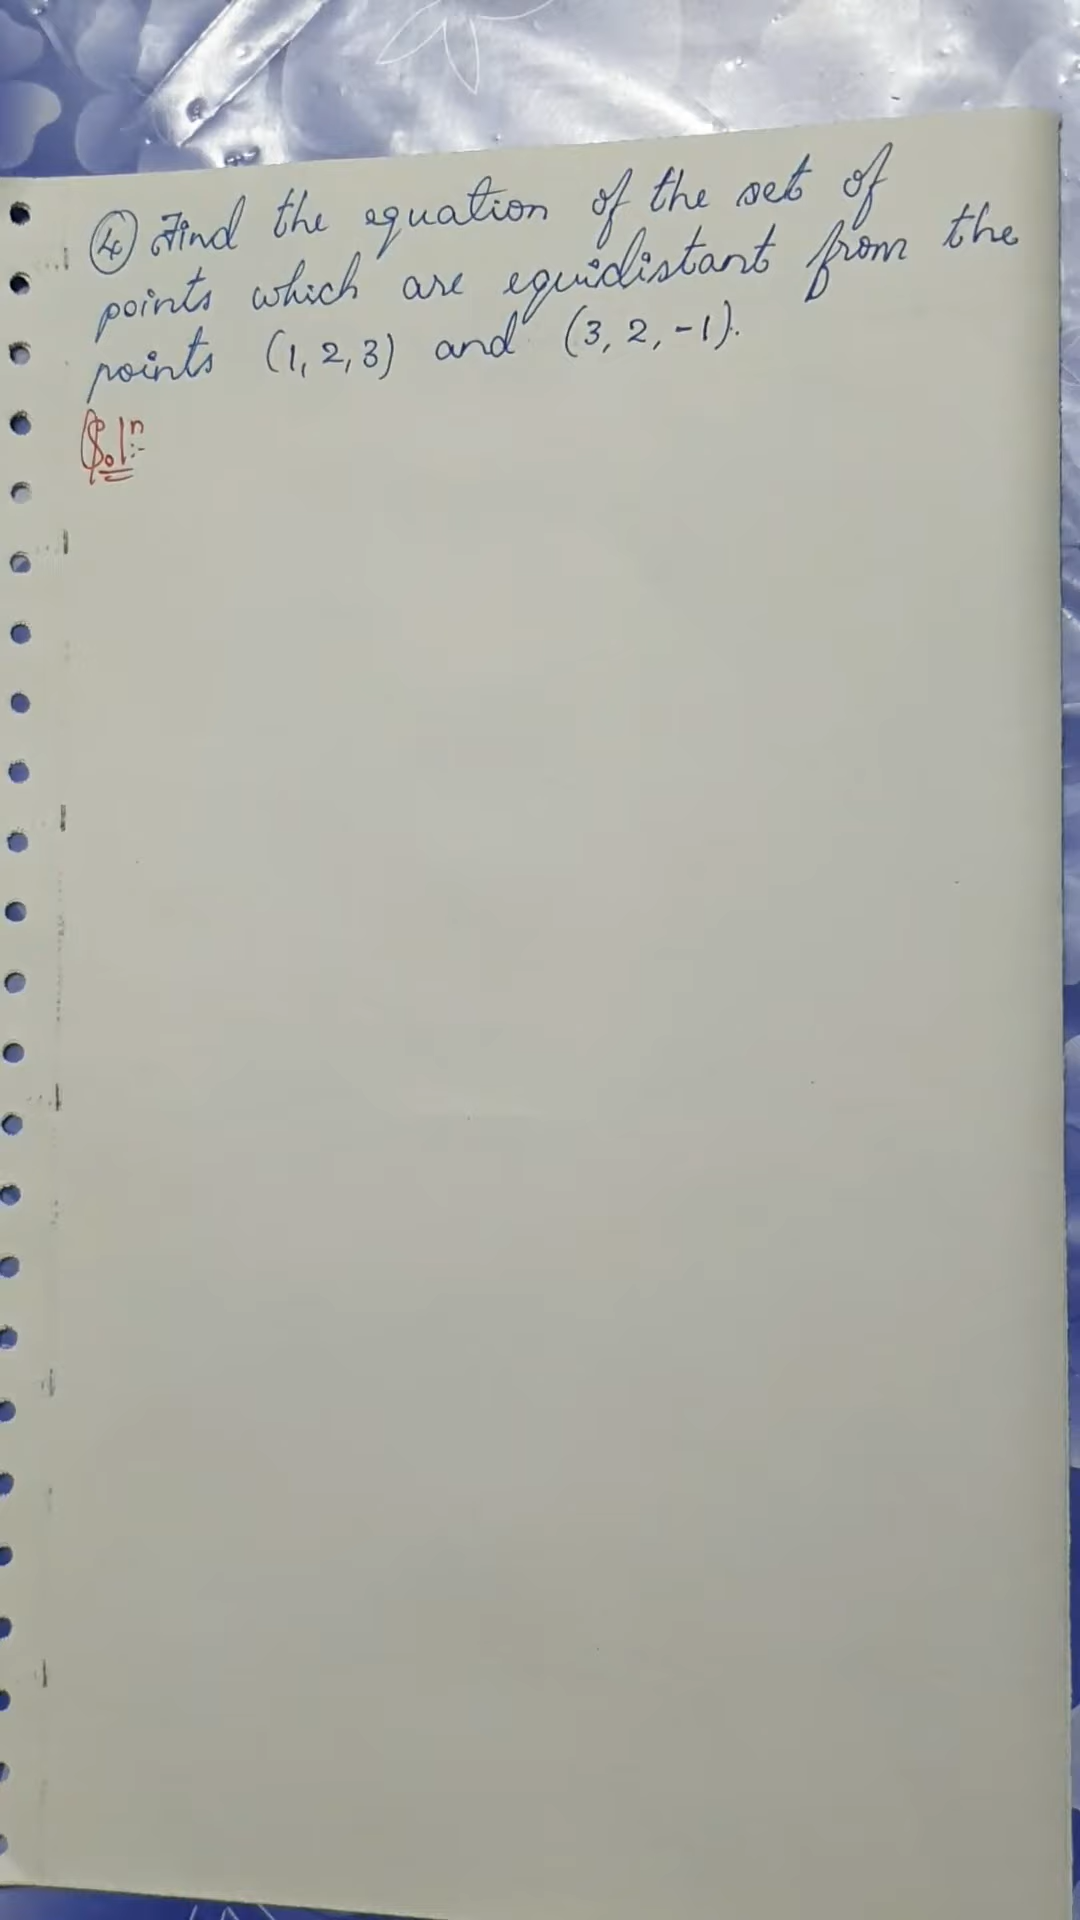 ④ Find the equation of the set of
points which are equidistant from the
points (1, 2, 3) and (3, 2, -1).
Solⁿ:-